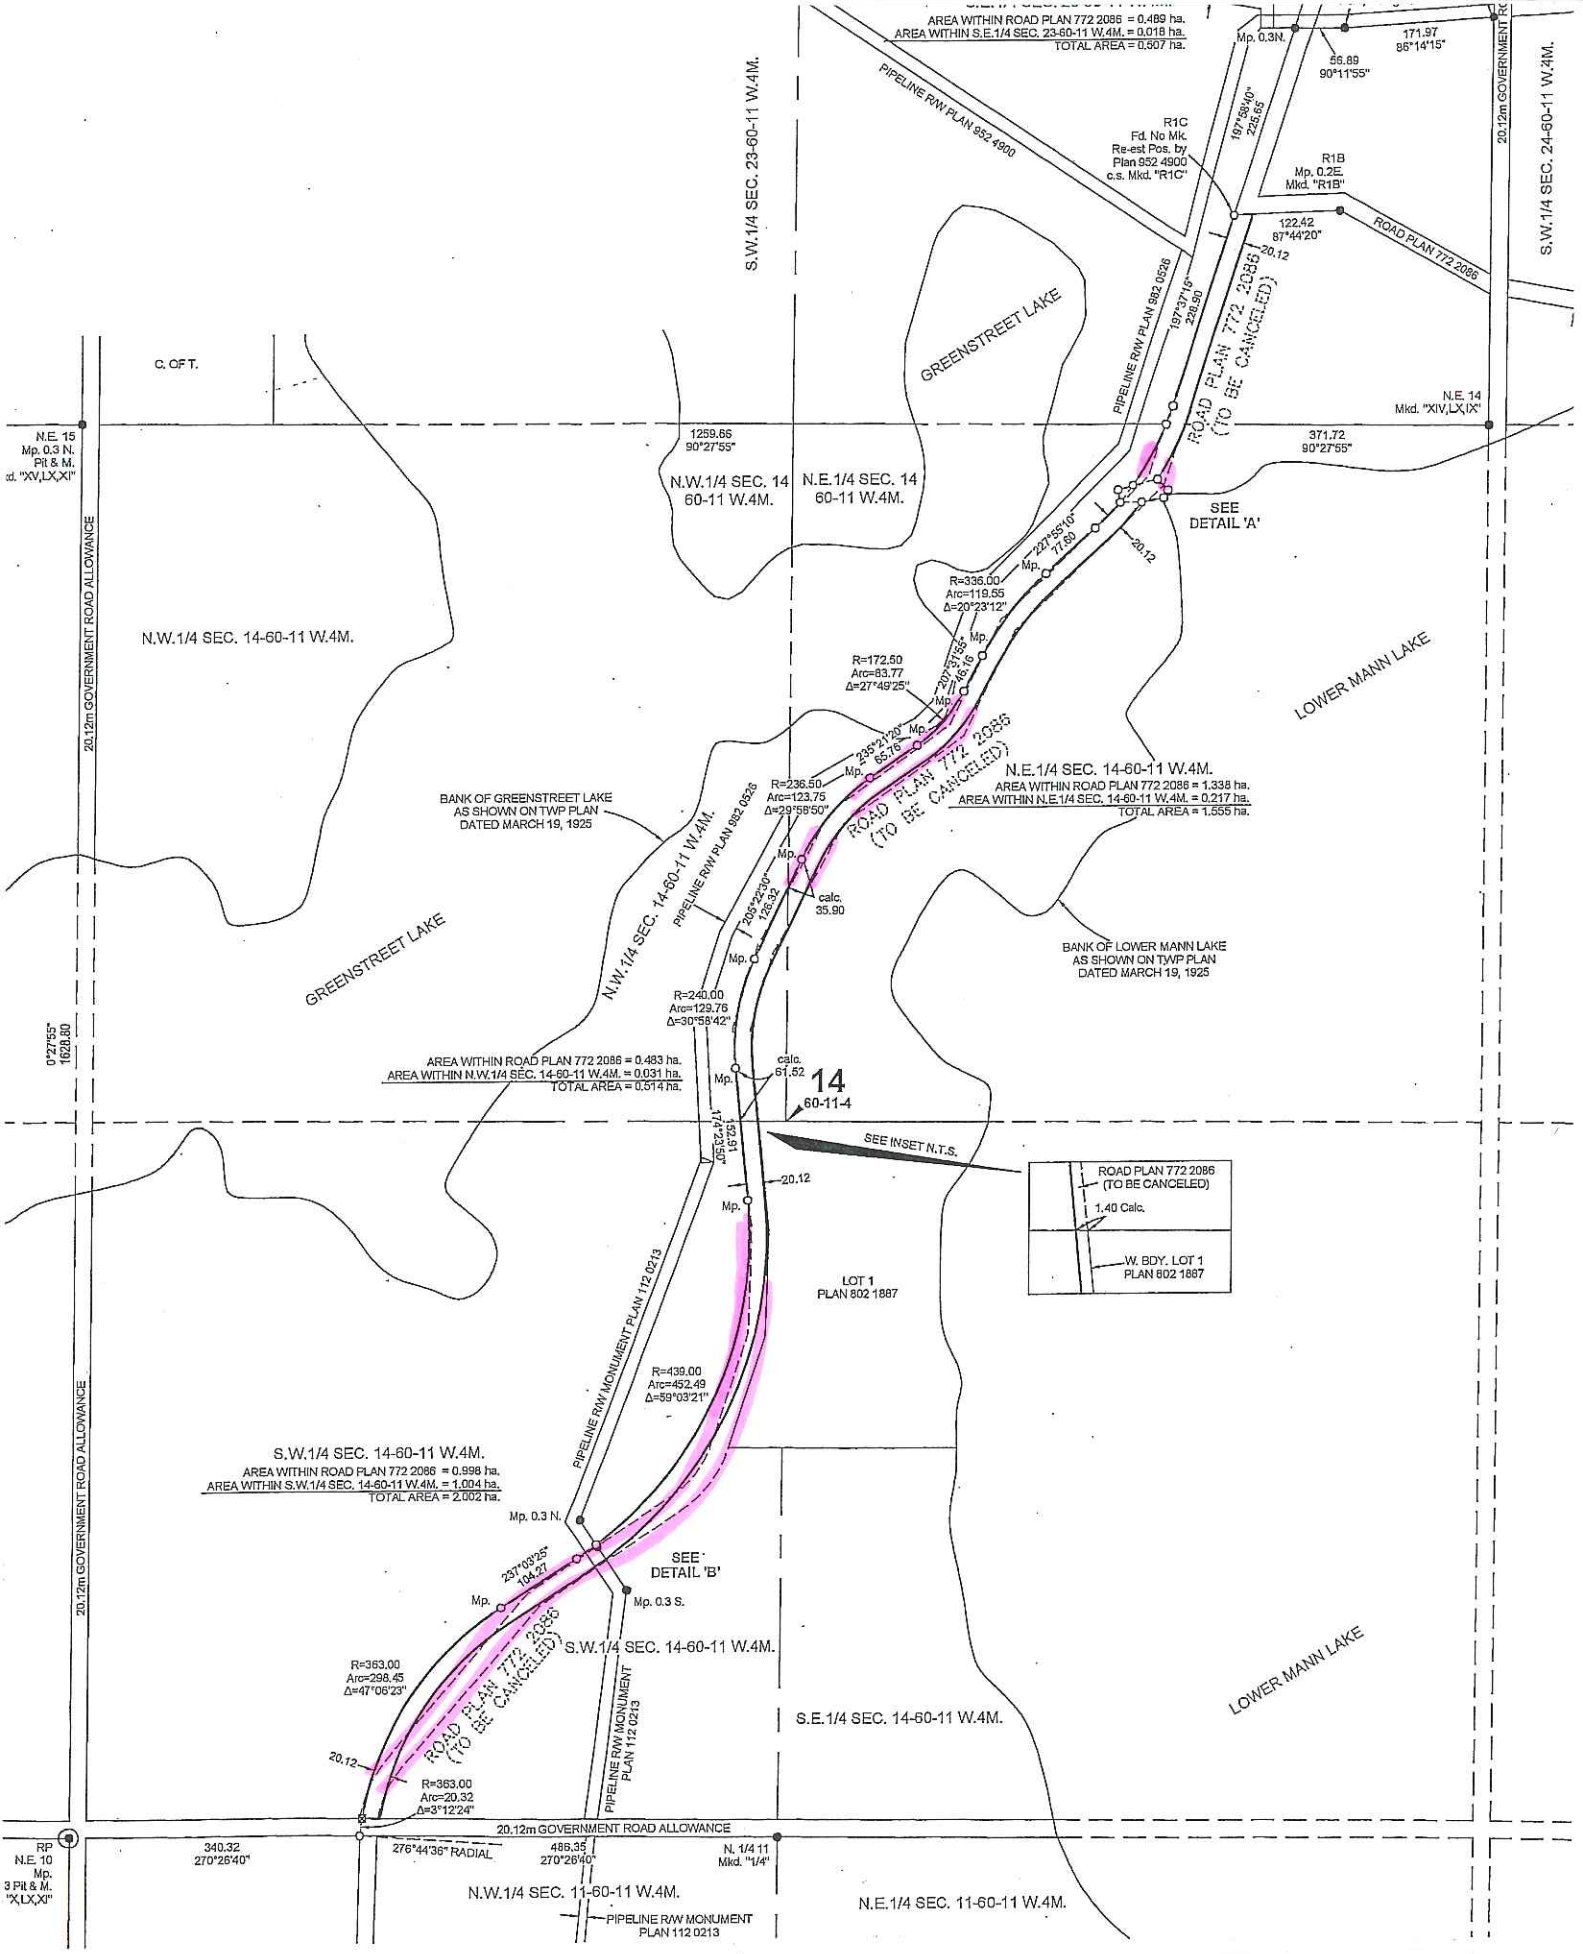 AREA WITHIN ROAD PLAN 772 2086 = 0.489 ha.
AREA WITHIN S.E.1/4 SEC. 23-60-11 W.4M. = 0.018 ha.
TOTAL AREA = 0.507 ha.
Mp. 0.3N.
171.97
86°14'15"
56.89
90°11'55"
20.12m GOVERNMENT
S.W.1/4 SEC. 23-60-11 W.4M.
S.W.1/4 SEC. 24-60-11 W.4M.
PIPELINE R/W PLAN 952 4900
197°58'40"
225.65
R1C
Fd. No Mk.
Re-est Pos. by
Plan 952 4900
c.s. Mkd. "R1C"
R1B
Mp. 0.2E.
Mkd. "R1B"
122.42
87°44'20"
ROAD PLAN 772 2086
20.12
ROAD PLAN 772 2086
(TO BE CANCELED)
PIPELINE R/W PLAN 982 0526
197°37'15"
228.90
GREENSTREET LAKE
C. OF T.
N.E. 15
Mp. 0.3 N.
Pit & M.
d. "XV,LX,XI"
1259.66
90°27'55"
N.E. 14
Mkd. "XIV,LX,IX"
371.72
90°27'55"
N.W.1/4 SEC. 14
60-11 W.4M.
N.E.1/4 SEC. 14
60-11 W.4M.
SEE
DETAIL 'A'
20.12m GOVERNMENT ROAD ALLOWANCE
227°55'10"
77.60
20.12
Mp.
R=336.00
Arc=119.55
Δ=20°23'12"
N.W.1/4 SEC. 14-60-11 W.4M.
Mp.
207°31'55"
46.16
R=172.50
Arc=83.77
Δ=27°49'25"
Mp.
LOWER MANN LAKE
Mp.
235°21'20"
65.76
Mp.
ROAD PLAN 772 2086
(TO BE CANCELED)
N.E.1/4 SEC. 14-60-11 W.4M.
AREA WITHIN ROAD PLAN 772 2086 = 1.338 ha.
AREA WITHIN N.E.1/4 SEC. 14-60-11 W.4M. = 0.217 ha.
TOTAL AREA = 1.555 ha.
R=236.50
Arc=123.75
Δ=29°58'50"
BANK OF GREENSTREET LAKE
AS SHOWN ON TWP PLAN
DATED MARCH 19, 1925
PIPELINE R/W PLAN 982 0526
N.W.1/4 SEC. 14-60-11 W.4M.
Mp.
205°22'30"
126.32
calc.
35.90
Mp.
BANK OF LOWER MANN LAKE
AS SHOWN ON TWP PLAN
DATED MARCH 19, 1925
GREENSTREET LAKE
R=240.00
Arc=129.76
Δ=30°58'42"
0°27'55"
1628.80
AREA WITHIN ROAD PLAN 772 2086 = 0.483 ha.
AREA WITHIN N.W.1/4 SEC. 14-60-11 W.4M. = 0.031 ha.
TOTAL AREA = 0.514 ha.
Mp.
calc.
61.52
14
60-11-4
152.91
174°23'50"
SEE INSET N.T.S.
20.12
Mp.
ROAD PLAN 772 2086
(TO BE CANCELED)
1.40 Calc.
W. BDY. LOT 1
PLAN 802 1887
LOT 1
PLAN 802 1887
PIPELINE R/W MONUMENT PLAN 112 0213
R=439.00
Arc=452.49
Δ=59°03'21"
20.12m GOVERNMENT ROAD ALLOWANCE
S.W.1/4 SEC. 14-60-11 W.4M.
AREA WITHIN ROAD PLAN 772 2086 = 0.998 ha.
AREA WITHIN S.W.1/4 SEC. 14-60-11 W.4M. = 1.004 ha.
TOTAL AREA = 2.002 ha.
Mp. 0.3 N.
SEE
DETAIL 'B'
237°03'25"
104.27
Mp.
Mp. 0.3 S.
S.W.1/4 SEC. 14-60-11 W.4M.
ROAD PLAN 772 2086
(TO BE CANCELED)
R=363.00
Arc=298.45
Δ=47°06'23"
PIPELINE R/W MONUMENT
PLAN 112 0213
LOWER MANN LAKE
S.E.1/4 SEC. 14-60-11 W.4M.
20.12
R=363.00
Arc=20.32
Δ=3°12'24"
20.12m GOVERNMENT ROAD ALLOWANCE
RP
N.E. 10
Mp.
3 Pit & M.
"X,LX,XI"
340.32
270°26'40"
276°44'36" RADIAL
486.35
270°26'40"
N. 1/4 11
Mkd. "1/4"
N.W.1/4 SEC. 11-60-11 W.4M.
N.E.1/4 SEC. 11-60-11 W.4M.
PIPELINE R/W MONUMENT
PLAN 112 0213